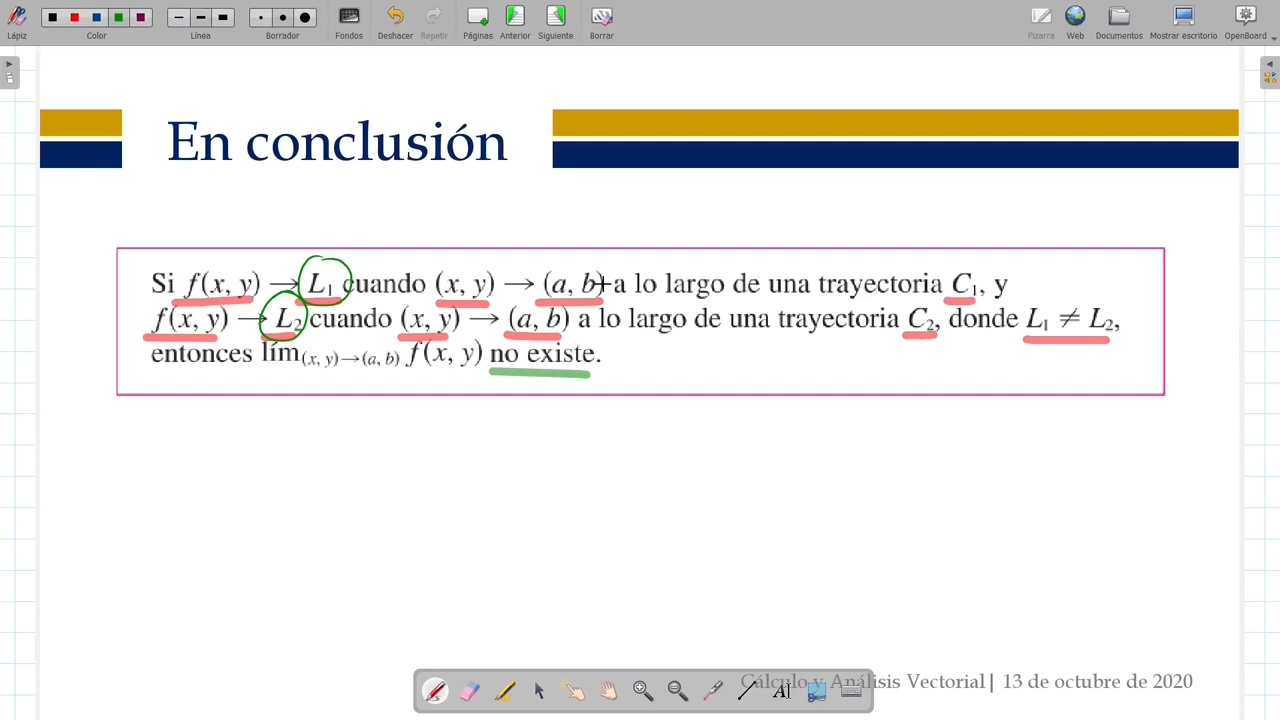 Lápiz Color Línea Borrador Fondos Deshacer Repetir Páginas Anterior Siguiente Borrar Pizarra Web Documentos Mostrar escritorio OpenBoard
En conclusión
Si f(x, y) → L₁ cuando (x, y) → (a, b) a lo largo de una trayectoria C₁, y
f(x, y) → L₂ cuando (x, y) → (a, b) a lo largo de una trayectoria C₂, donde L₁ ≠ L₂,
entonces lím(x, y)→(a, b) f(x, y) no existe.
Cálculo y Análisis Vectorial| 13 de octubre de 2020